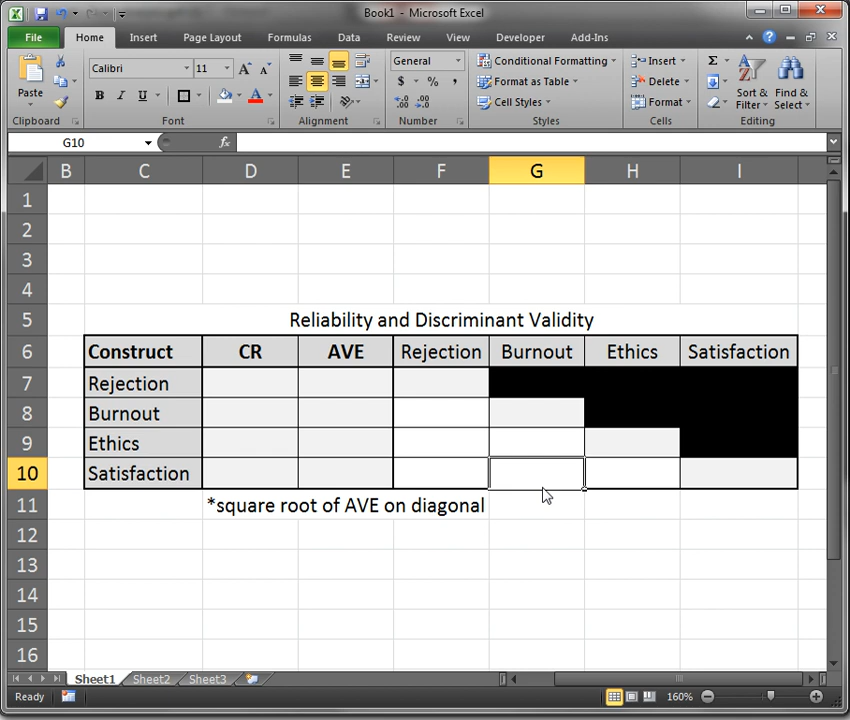 Book1 - Microsoft Excel
File Home Insert Page Layout Formulas Data Review View Developer Add-Ins
Paste
Calibri 11
B I U
General
$ % ,
Conditional Formatting
Format as Table
Cell Styles
Insert
Delete
Format
Sort & Filter
Find & Select
Clipboard Font Alignment Number Styles Cells Editing
G10 fx
B C D E F G H I
1
2
3
4
5 Reliability and Discriminant Validity
6 Construct CR AVE Rejection Burnout Ethics Satisfaction
7 Rejection
8 Burnout
9 Ethics
10 Satisfaction
11 *square root of AVE on diagonal
12
13
14
15
16
Sheet1 Sheet2 Sheet3
Ready 160%